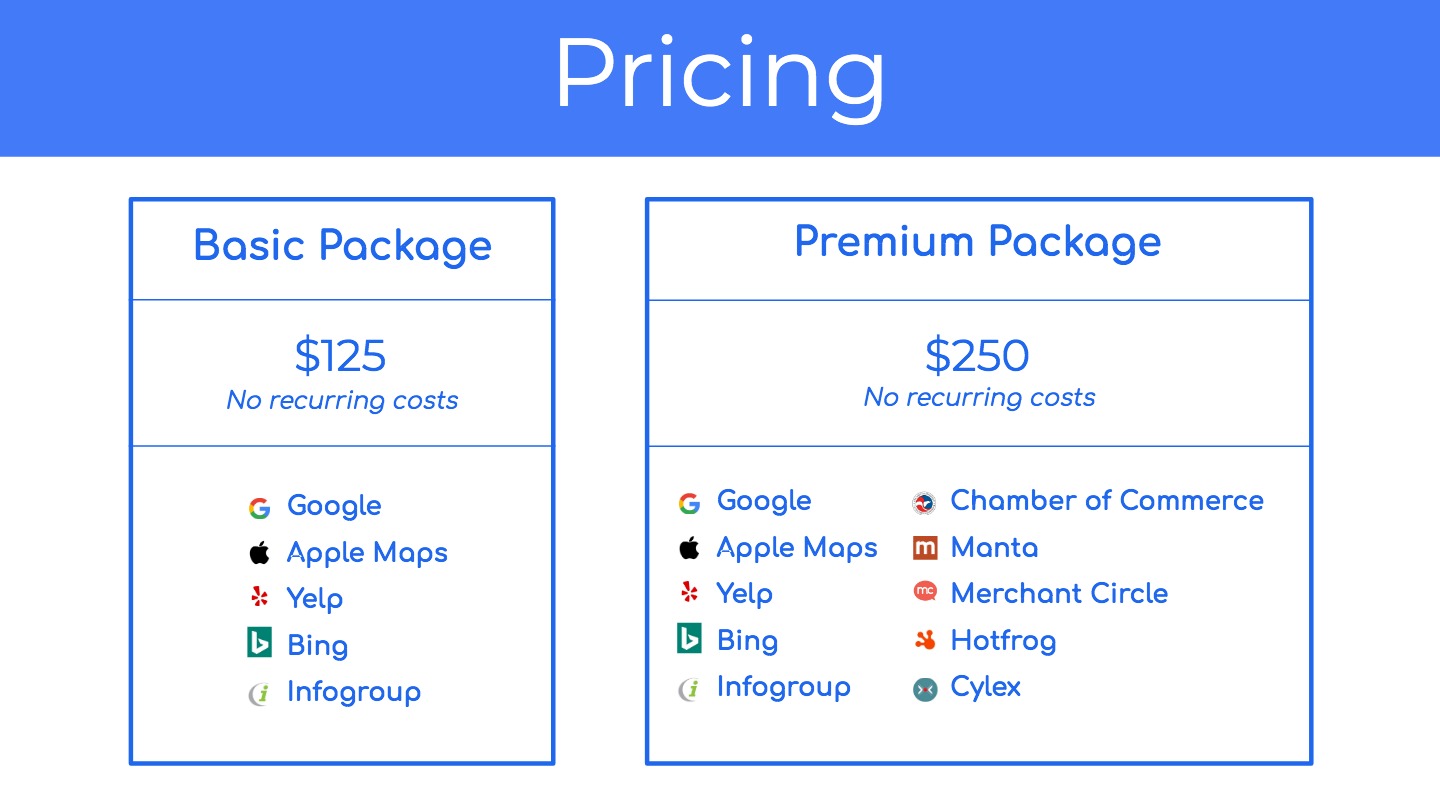 Pricing
Basic Package
$125
No recurring costs
Google
Apple Maps
Yelp
Bing
Infogroup
Premium Package
$250
No recurring costs
Google
Apple Maps
Yelp
Bing
Infogroup
Chamber of Commerce
Manta
Merchant Circle
Hotfrog
Cylex